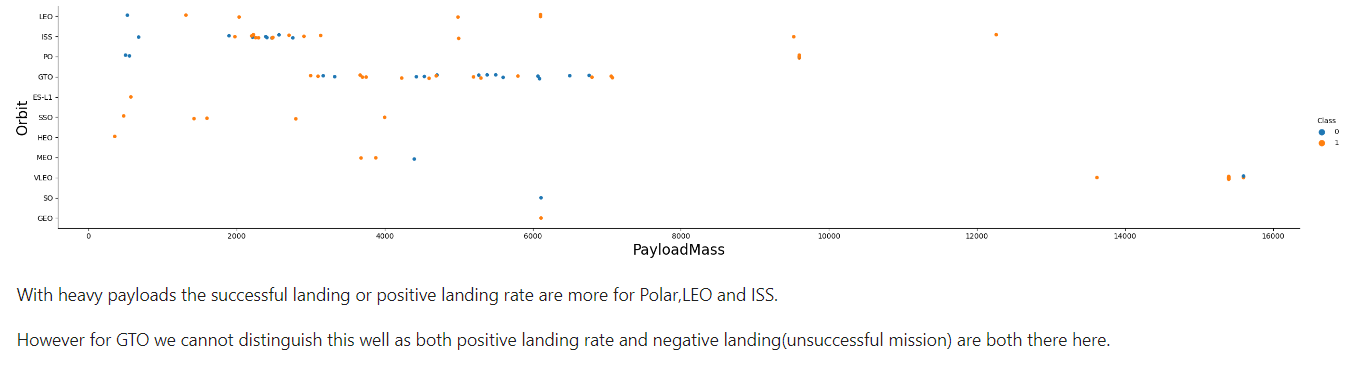 LEO
ISS
PO
GTO
ES-L1
SSO
HEO
MEO
VLEO
SO
GEO
Orbit
0 2000 4000 6000 8000 10000 12000 14000 16000
PayloadMass
Class
0
1
With heavy payloads the successful landing or positive landing rate are more for Polar,LEO and ISS.
However for GTO we cannot distinguish this well as both positive landing rate and negative landing(unsuccessful mission) are both there here.